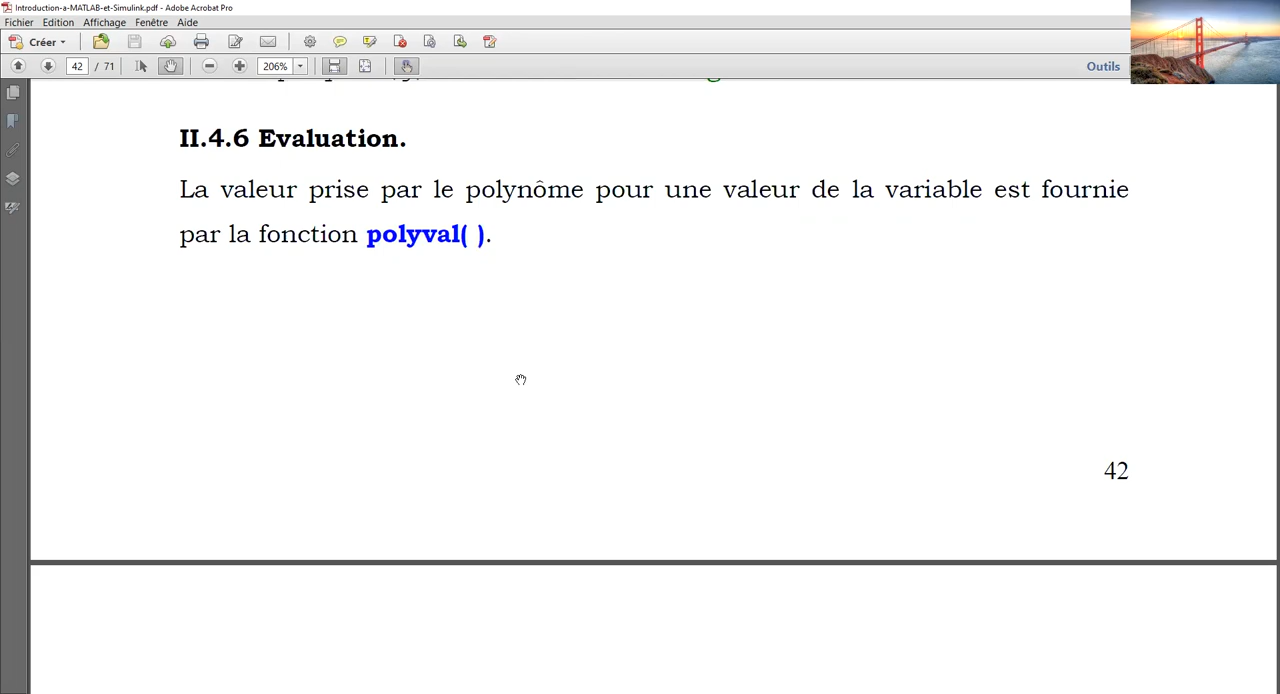 Introduction-a-MATLAB-et-Simulink.pdf - Adobe Acrobat Pro
Fichier Edition Affichage Fenêtre Aide
Créer
42 / 71 206% Outils
II.4.6 Evaluation.
La valeur prise par le polynôme pour une valeur de la variable est fournie
par la fonction polyval( ).
42